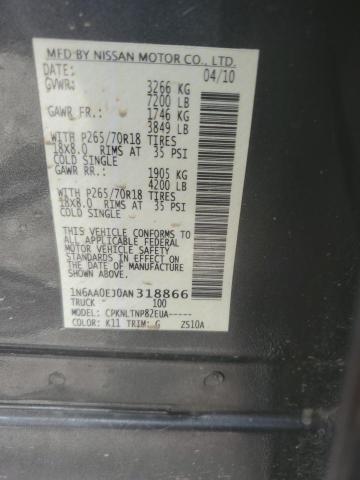 MFD BY NISSAN MOTOR CO., LTD.
DATE: 04/10
GVWR: 3266 KG
7200 LB
GAWR FR.: 1746 KG
3849 LB
WITH P265/70R18 TIRES
18X8.0 RIMS AT 35 PSI
COLD SINGLE
GAWR RR.: 1905 KG
4200 LB
WITH P265/70R18 TIRES
18X8.0 RIMS AT 35 PSI
COLD SINGLE
THIS VEHICLE CONFORMS TO
ALL APPLICABLE FEDERAL
MOTOR VEHICLE SAFETY
STANDARDS IN EFFECT ON
THE DATE OF MANUFACTURE
SHOWN ABOVE.
1N6AA0EJ0AN318866
TRUCK 100
MODEL: CPKNLTNP82EUA-----
COLOR: K11 TRIM: G ZS10A